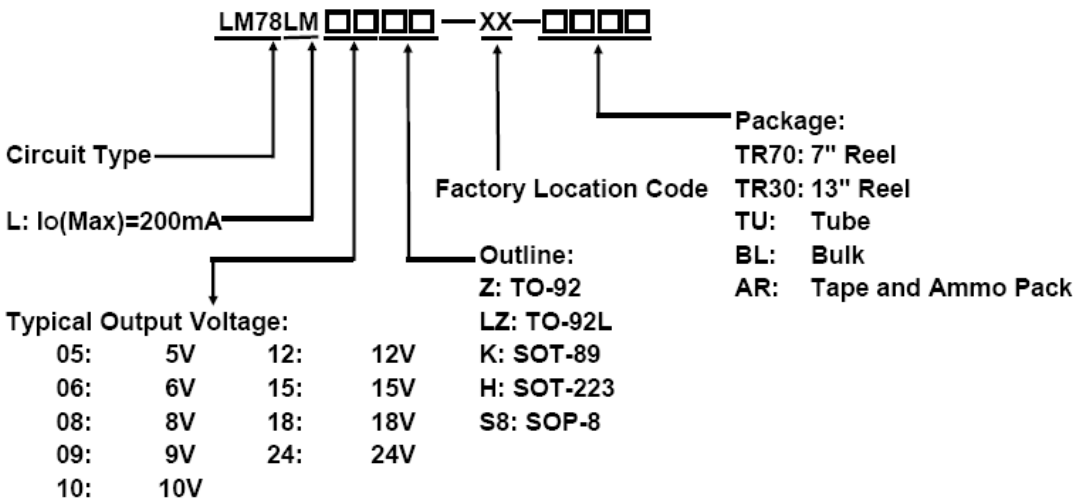 LM78LM □□□□ — XX — □□□□
Circuit Type
L: Io(Max)=200mA
Typical Output Voltage:
05: 5V 12: 12V
06: 6V 15: 15V
08: 8V 18: 18V
09: 9V 24: 24V
10: 10V
Factory Location Code
Outline:
Z: TO-92
LZ: TO-92L
K: SOT-89
H: SOT-223
S8: SOP-8
Package:
TR70: 7" Reel
TR30: 13" Reel
TU: Tube
BL: Bulk
AR: Tape and Ammo Pack